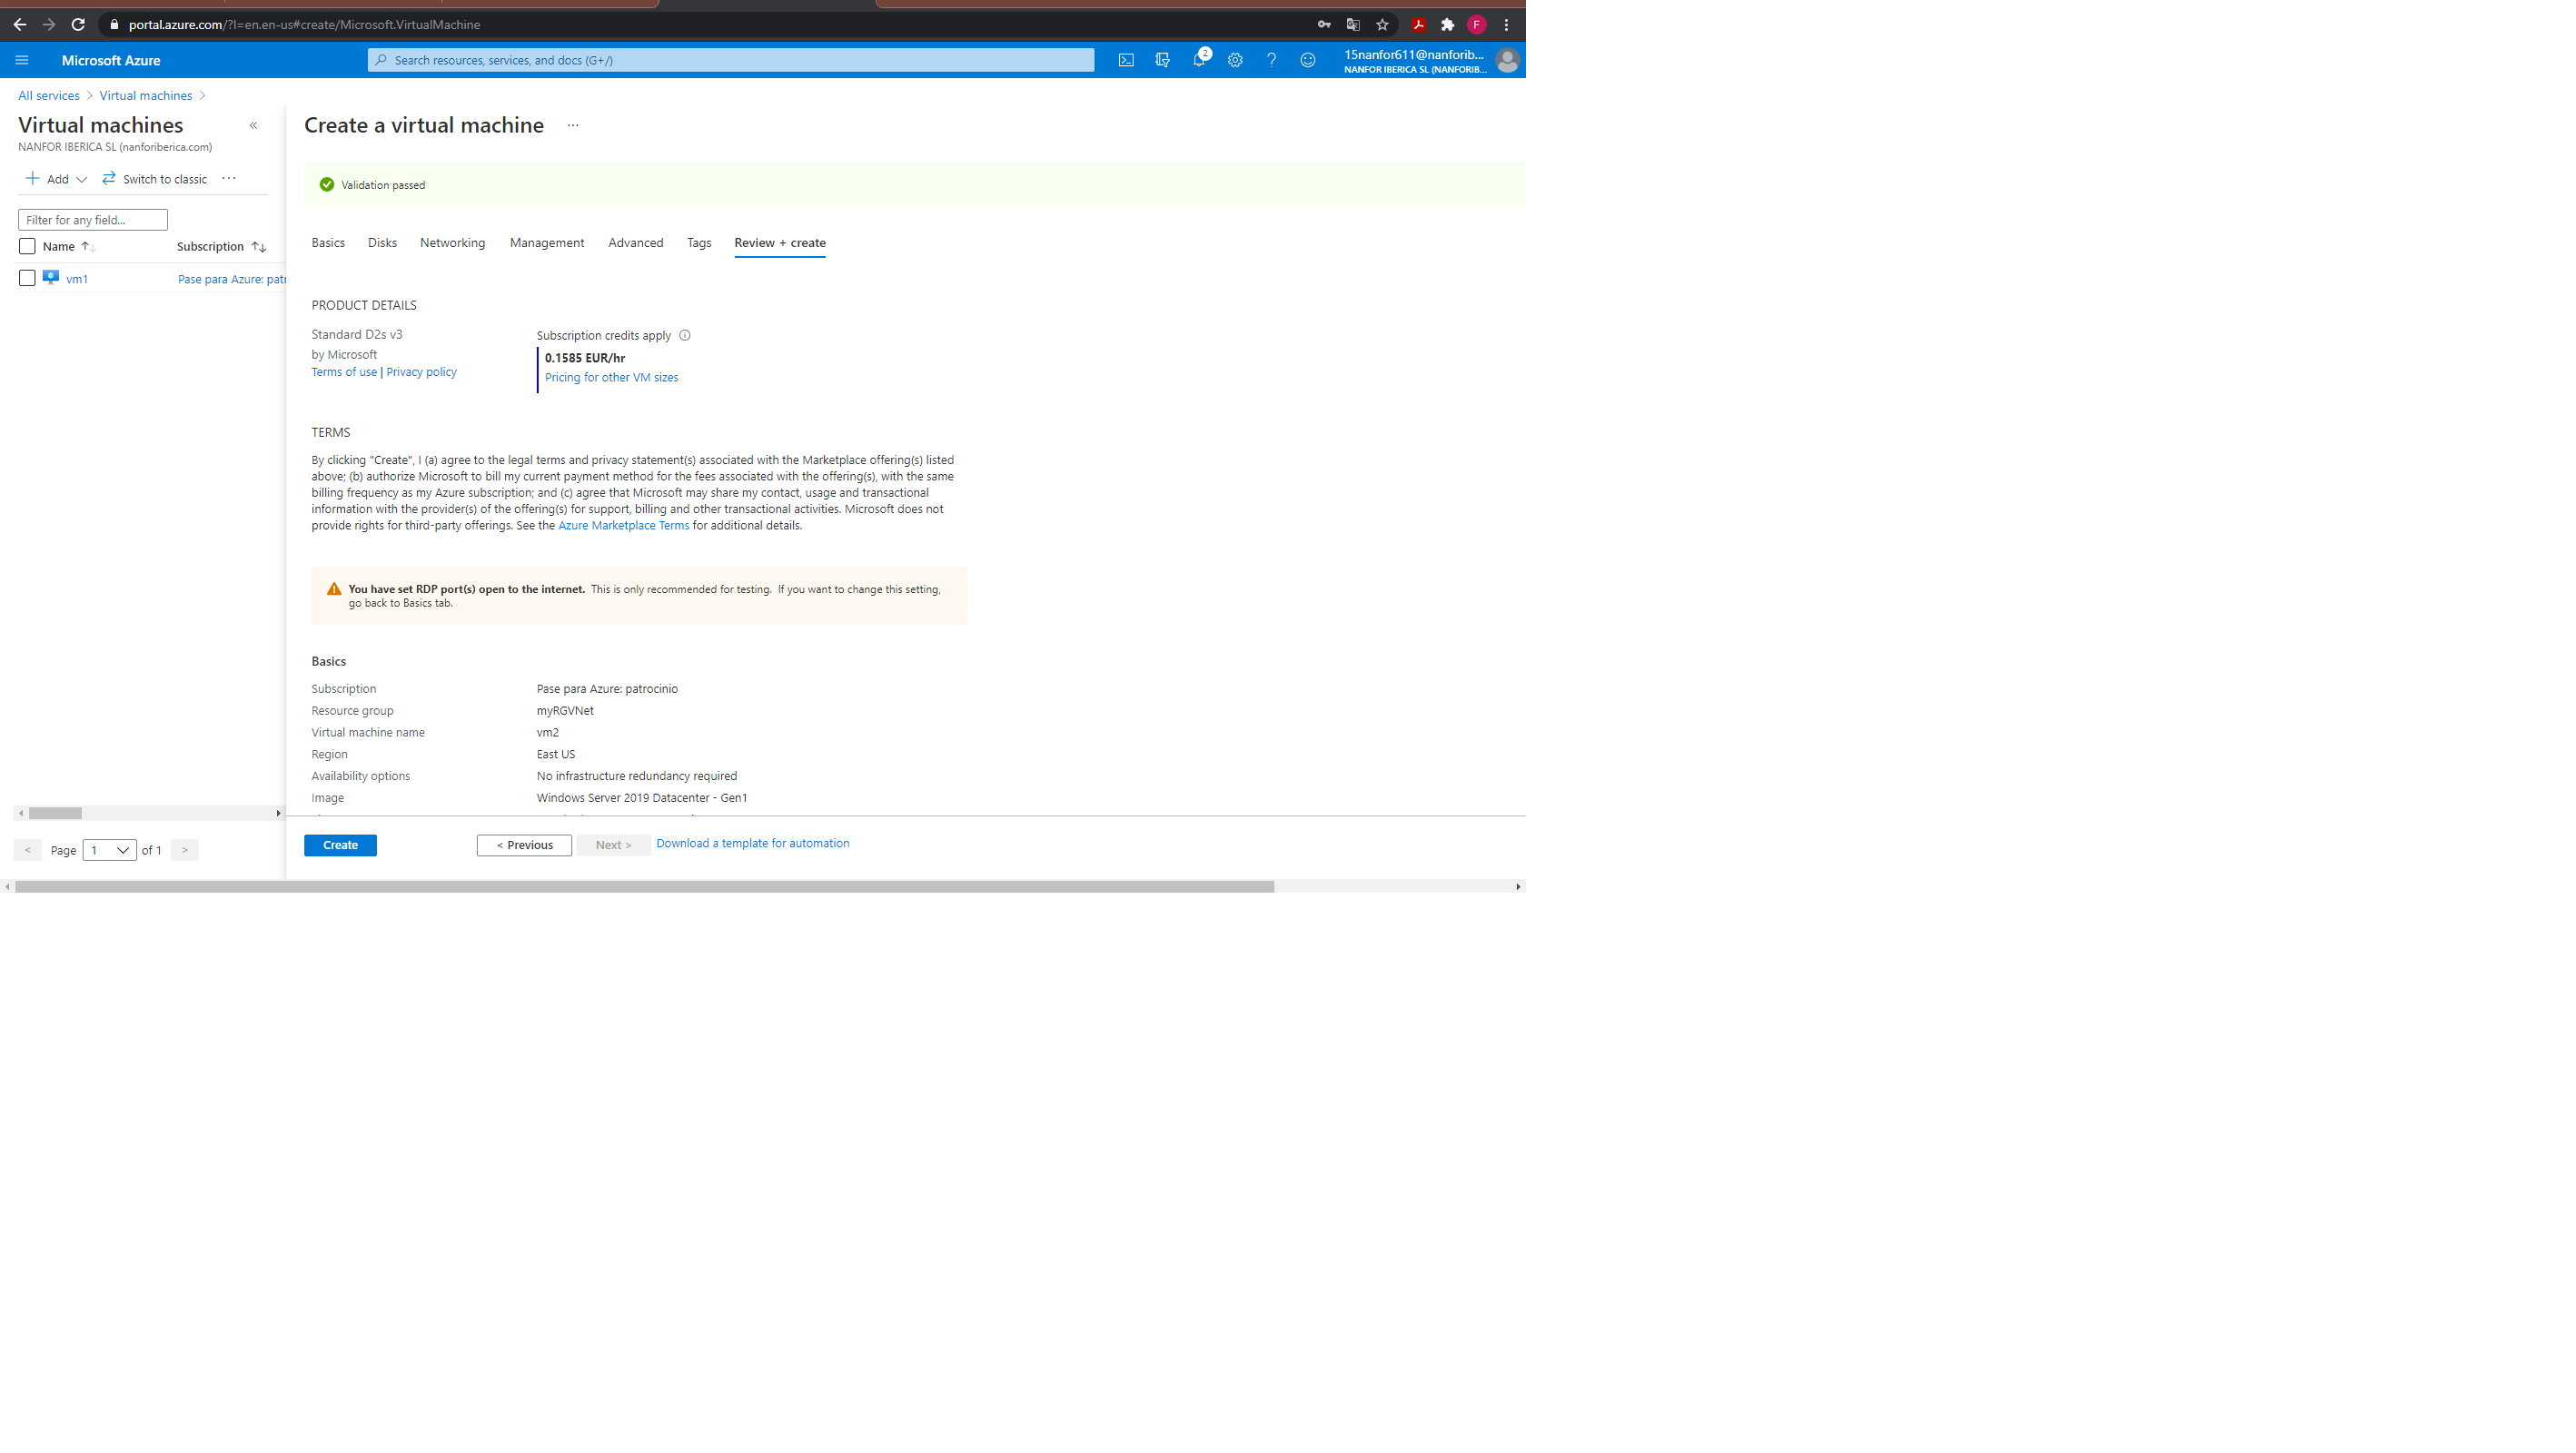 portal.azure.com/?l=en.en-us#create/Microsoft.VirtualMachine
F
Microsoft Azure
Search resources, services, and docs (G+/)
2
15nanfor611@nanforib...
NANFOR IBERICA SL (NANFORIB...
All services > Virtual machines >
Virtual machines
NANFOR IBERICA SL (nanforiberica.com)
Add
Switch to classic
Filter for any field...
Name
Subscription
vm1
Pase para Azure: patr
Page 1 of 1
Create a virtual machine
Validation passed
Basics Disks Networking Management Advanced Tags Review + create
PRODUCT DETAILS
Standard D2s v3
by Microsoft
Terms of use | Privacy policy
Subscription credits apply
0.1585 EUR/hr
Pricing for other VM sizes
TERMS
By clicking "Create", I (a) agree to the legal terms and privacy statement(s) associated with the Marketplace offering(s) listed
above; (b) authorize Microsoft to bill my current payment method for the fees associated with the offering(s), with the same
billing frequency as my Azure subscription; and (c) agree that Microsoft may share my contact, usage and transactional
information with the provider(s) of the offering(s) for support, billing and other transactional activities. Microsoft does not
provide rights for third-party offerings. See the Azure Marketplace Terms for additional details.
You have set RDP port(s) open to the internet. This is only recommended for testing. If you want to change this setting,
go back to Basics tab.
Basics
Subscription Pase para Azure: patrocinio
Resource group myRGVNet
Virtual machine name vm2
Region East US
Availability options No infrastructure redundancy required
Image Windows Server 2019 Datacenter - Gen1
Create
< Previous
Next >
Download a template for automation